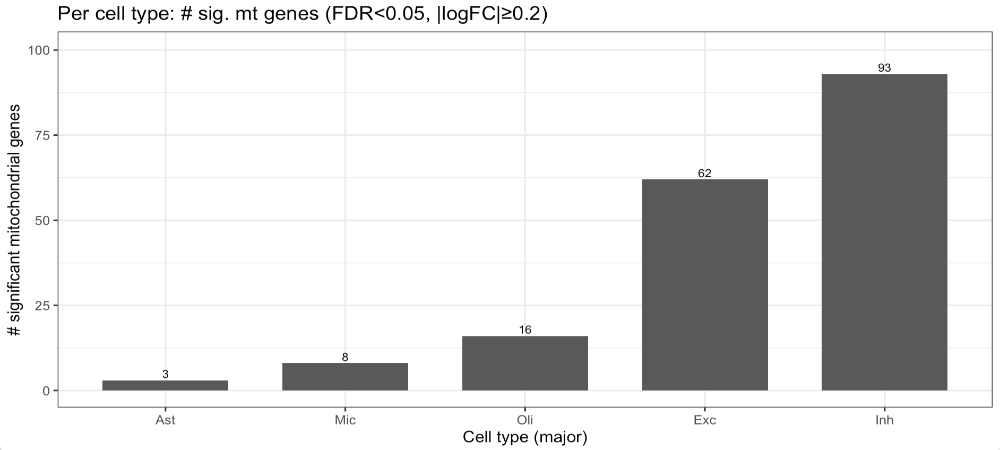 Per cell type: # sig. mt genes (FDR<0.05, |logFC|≥0.2)
# significant mitochondrial genes
100
75
50
25
0
3
8
16
62
93
Ast
Mic
Oli
Exc
Inh
Cell type (major)